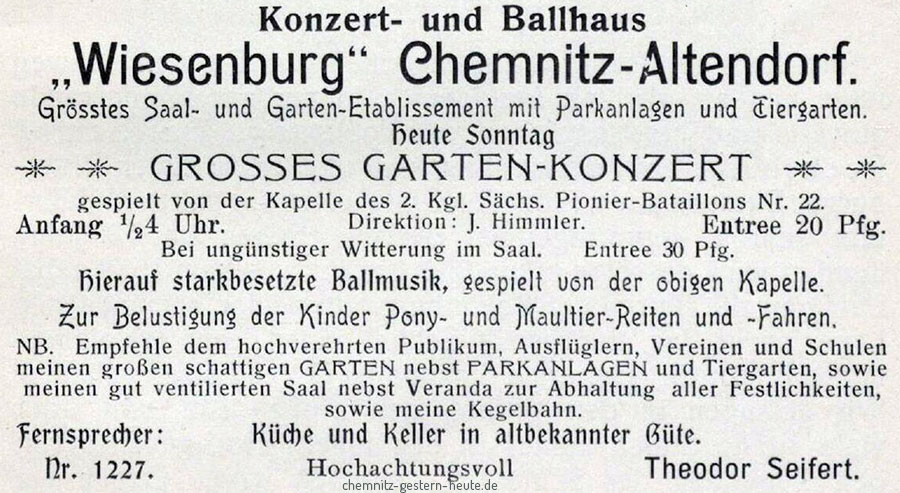 Konzert- und Ballhaus
„Wiesenburg“ Chemnitz-Altendorf.
Grösstes Saal- und Garten-Etablissement mit Parkanlagen und Tiergarten.
Heute Sonntag
GROSSES GARTEN-KONZERT
gespielt von der Kapelle des 2. Kgl. Sächs. Pionier-Bataillons Nr. 22.
Anfang ½4 Uhr. Direktion: J. Himmler. Entree 20 Pfg.
Bei ungünstiger Witterung im Saal. Entree 30 Pfg.
Hierauf starkbesetzte Ballmusik, gespielt von der obigen Kapelle.
Zur Belustigung der Kinder Pony- und Maultier-Reiten und -Fahren.
NB. Empfehle dem hochverehrten Publikum, Ausflüglern, Vereinen und Schulen
meinen großen schattigen GARTEN nebst PARKANLAGEN und Tiergarten, sowie
meinen gut ventilierten Saal nebst Veranda zur Abhaltung aller Festlichkeiten,
sowie meine Kegelbahn.
Fernsprecher: Küche und Keller in altbekannter Güte.
Nr. 1227. Hochachtungsvoll Theodor Seifert.
chemnitz-gestern-heute.de